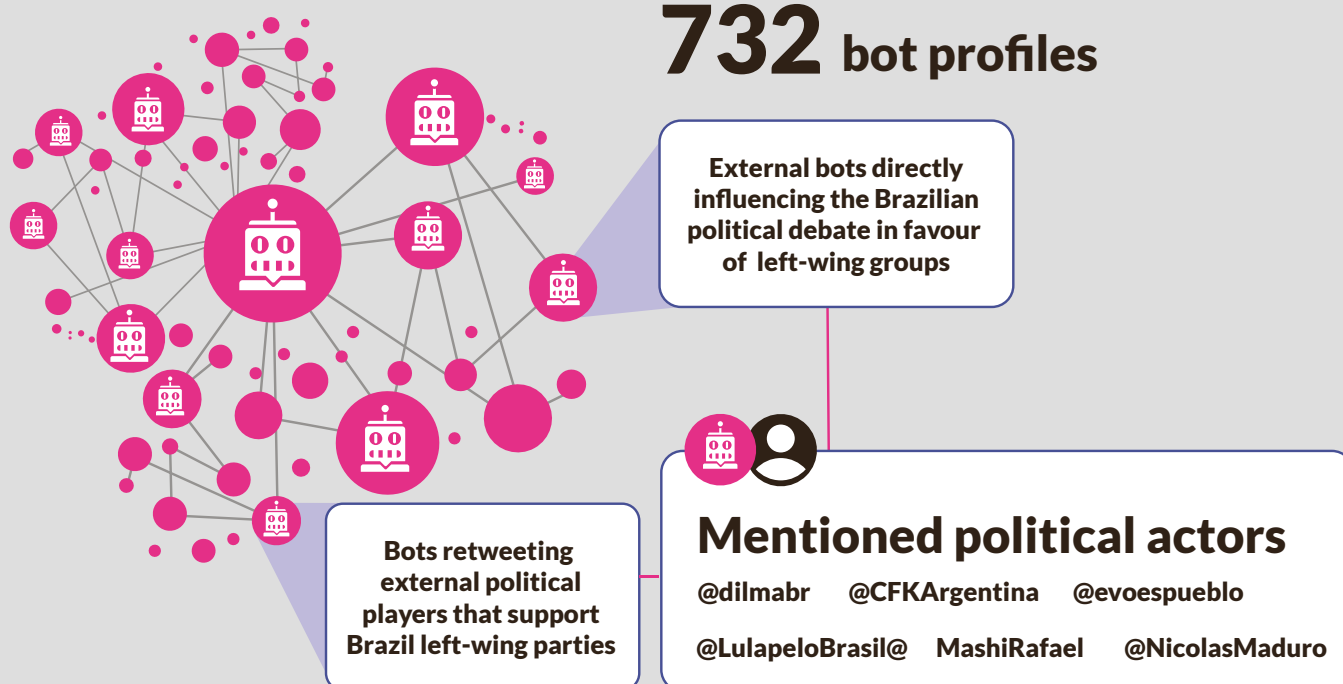 732 bot profiles
External bots directly
influencing the Brazilian
political debate in favour
of left-wing groups
Bots retweeting
external political
players that support
Brazil left-wing parties
Mentioned political actors
@dilmabr @CFKArgentina @evoespueblo
@LulapeloBrasil@ MashiRafael @NicolasMaduro